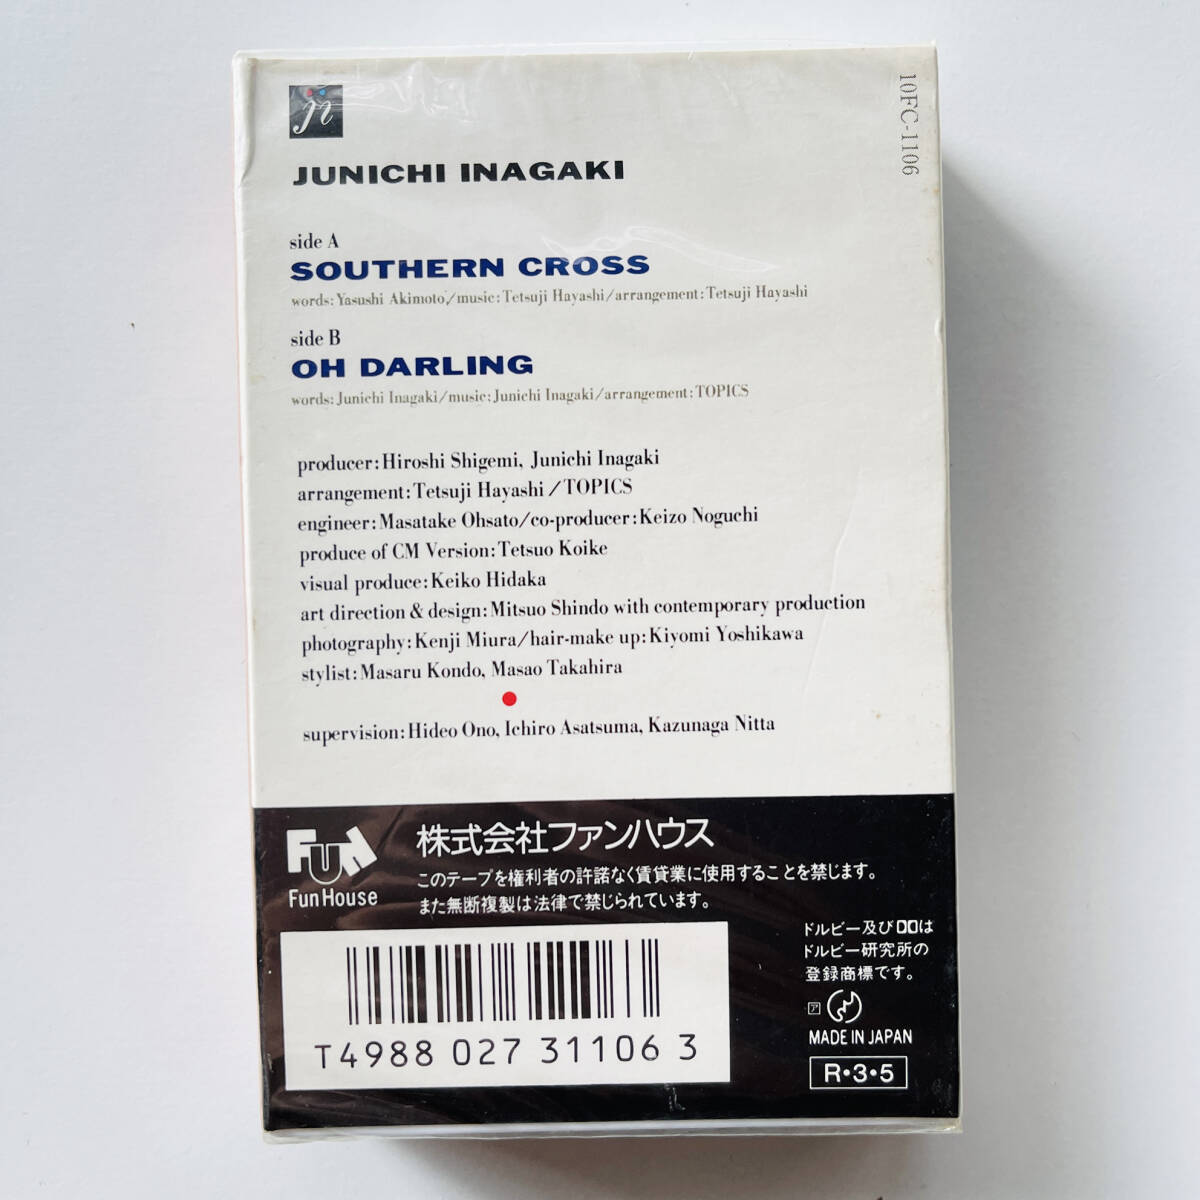 ji
10FC-1106
JUNICHI INAGAKI
side A
SOUTHERN CROSS
words:Yasushi Akimoto/music:Tetsuji Hayashi/arrangement:Tetsuji Hayashi
side B
OH DARLING
words:Junichi Inagaki/music:Junichi Inagaki/arrangement:TOPICS
producer:Hiroshi Shigemi, Junichi Inagaki
arrangement:Tetsuji Hayashi/TOPICS
engineer:Masatake Ohsato/co-producer:Keizo Noguchi
produce of CM Version:Tetsuo Koike
visual produce:Keiko Hidaka
art direction & design:Mitsuo Shindo with contemporary production
photography:Kenji Miura/hair-make up:Kiyomi Yoshikawa
stylist:Masaru Kondo, Masao Takahira
supervision:Hideo Ono, Ichiro Asatsuma, Kazunaga Nitta
FUN
Fun House
株式会社ファンハウス
このテープを権利者の許諾なく賃貸業に使用することを禁じます。
また無断複製は法律で禁じられています。
ドルビー及びDDは
ドルビー研究所の
登録商標です。
ア
MADE IN JAPAN
R・3・5
T4988 027 31106 3